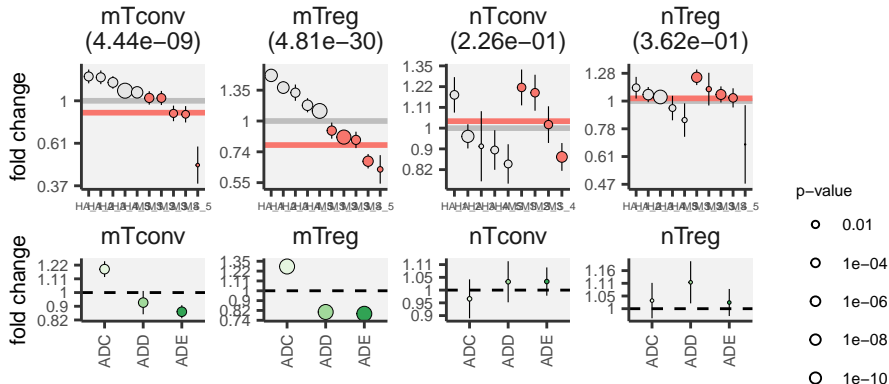 mTconv
(4.44e−09)
mTreg
(4.81e−30)
nTconv
(2.26e−01)
nTreg
(3.62e−01)
fold change
1
0.61
0.37
1.35
1
0.74
0.55
1.35
1.22
1.11
1
0.9
0.82
1.28
1
0.78
0.61
0.47
mTconv
mTreg
nTconv
nTreg
fold change
1.22
1.11
1
0.9
0.82
1.35
1.22
1.11
1
0.9
0.82
0.74
1.11
1.05
1
0.95
0.9
1.16
1.11
1.05
1
ADC
ADD
ADE
ADC
ADD
ADE
ADC
ADD
ADE
ADC
ADD
ADE
p−value
0.01
1e−04
1e−06
1e−08
1e−10